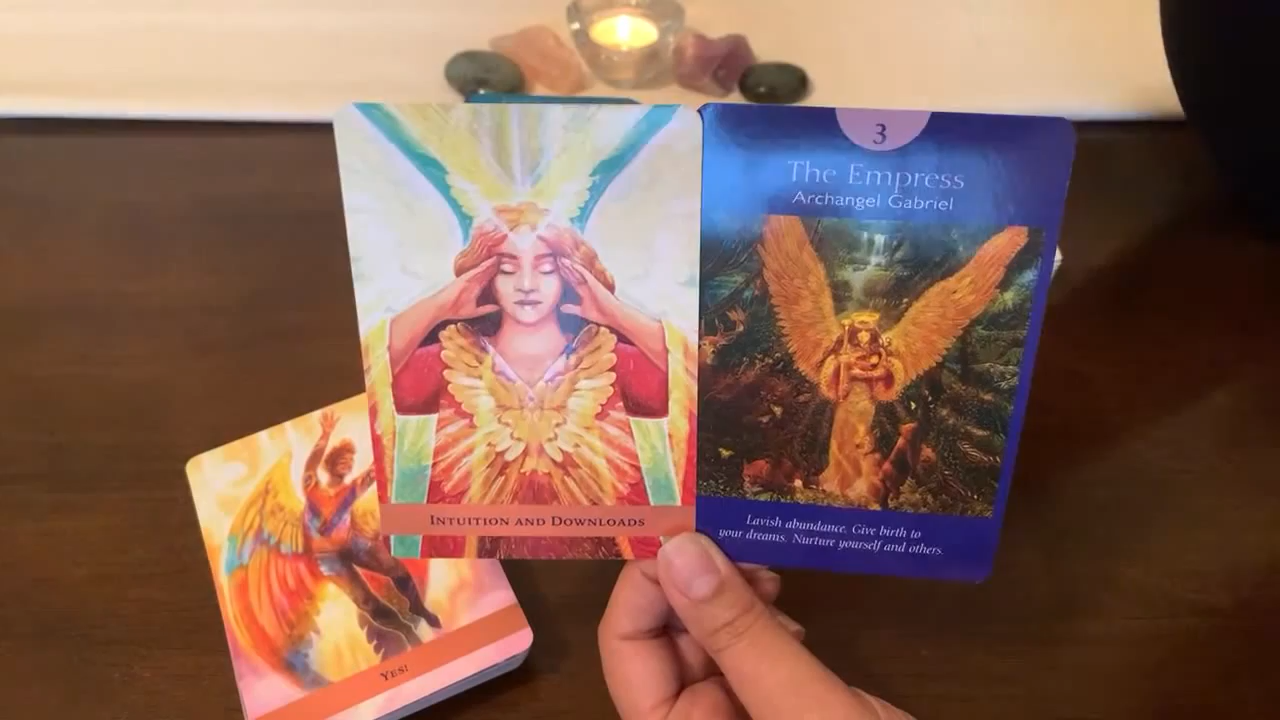 3
The Empress
Archangel Gabriel
INTUITION AND DOWNLOADS
Lavish abundance. Give birth to
your dreams. Nurture yourself and others.
YES!